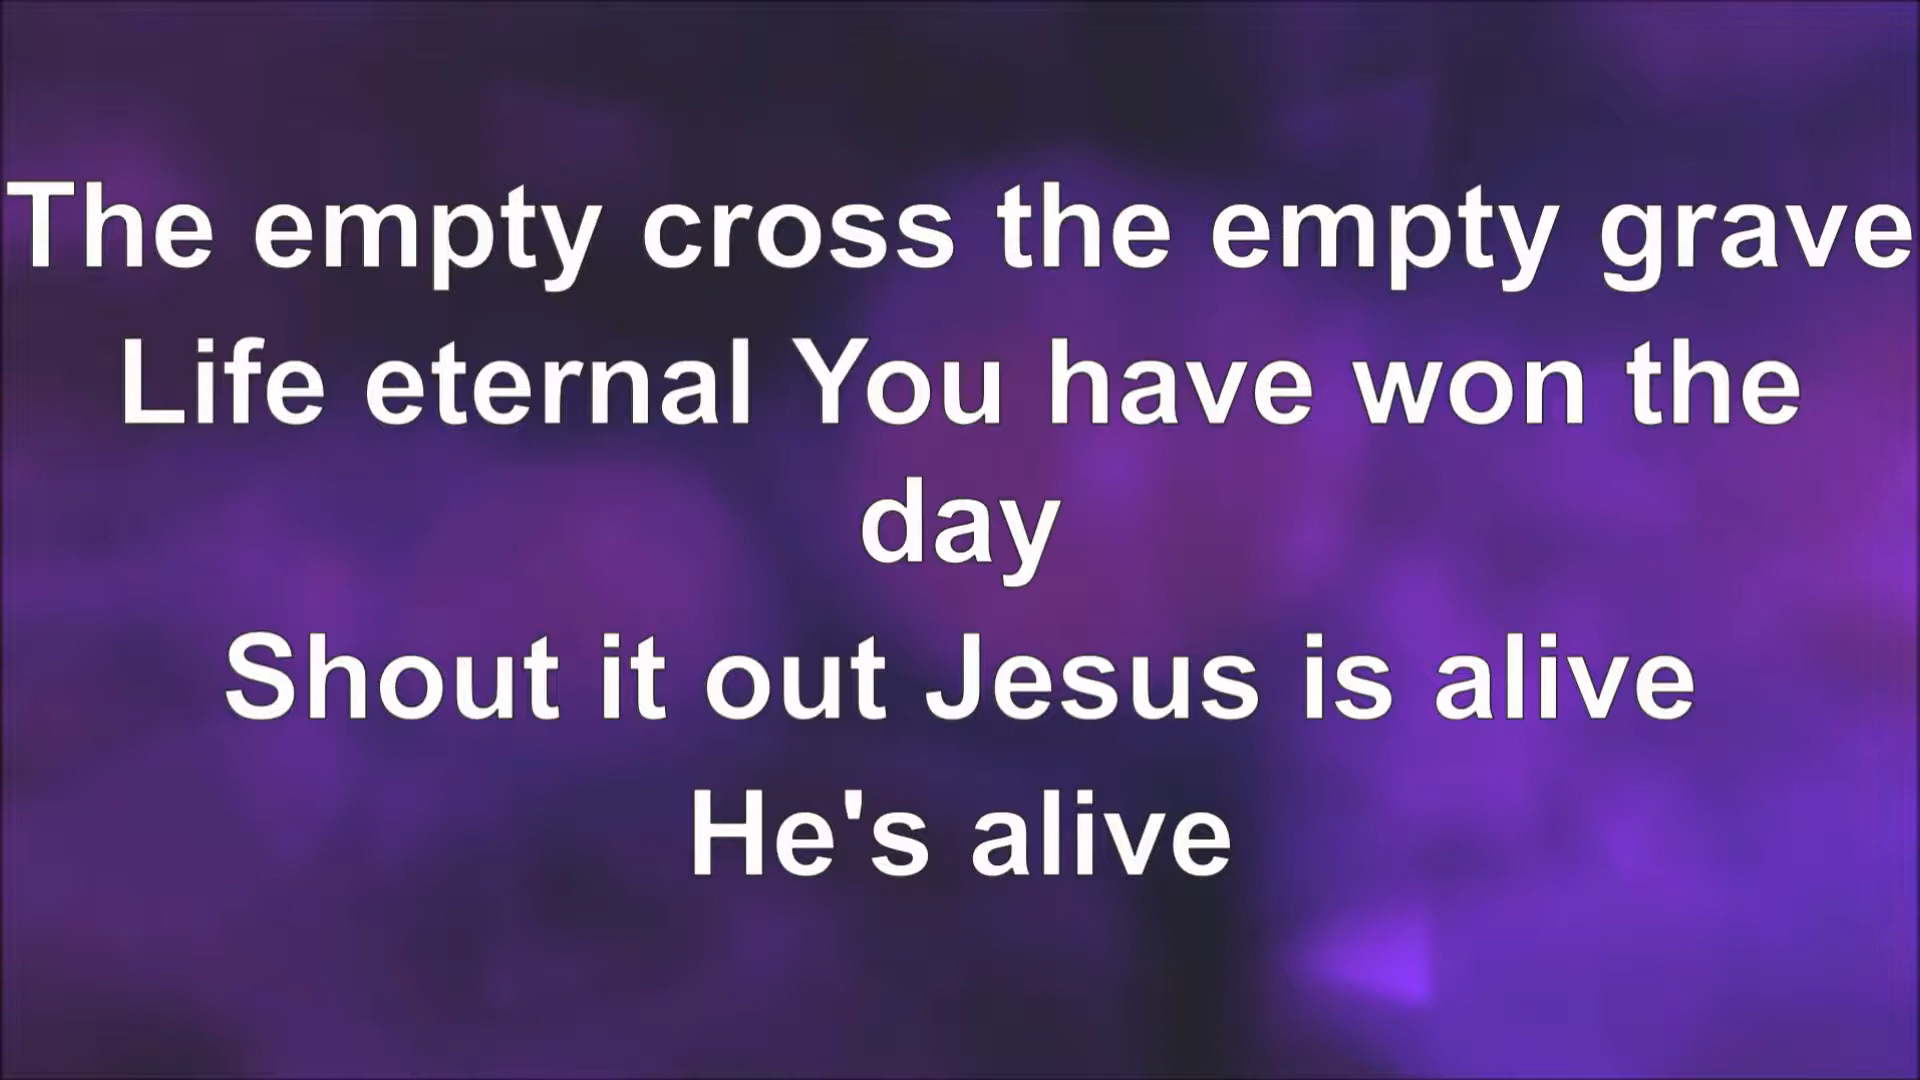 The empty cross the empty grave
Life eternal You have won the
day
Shout it out Jesus is alive
He's alive